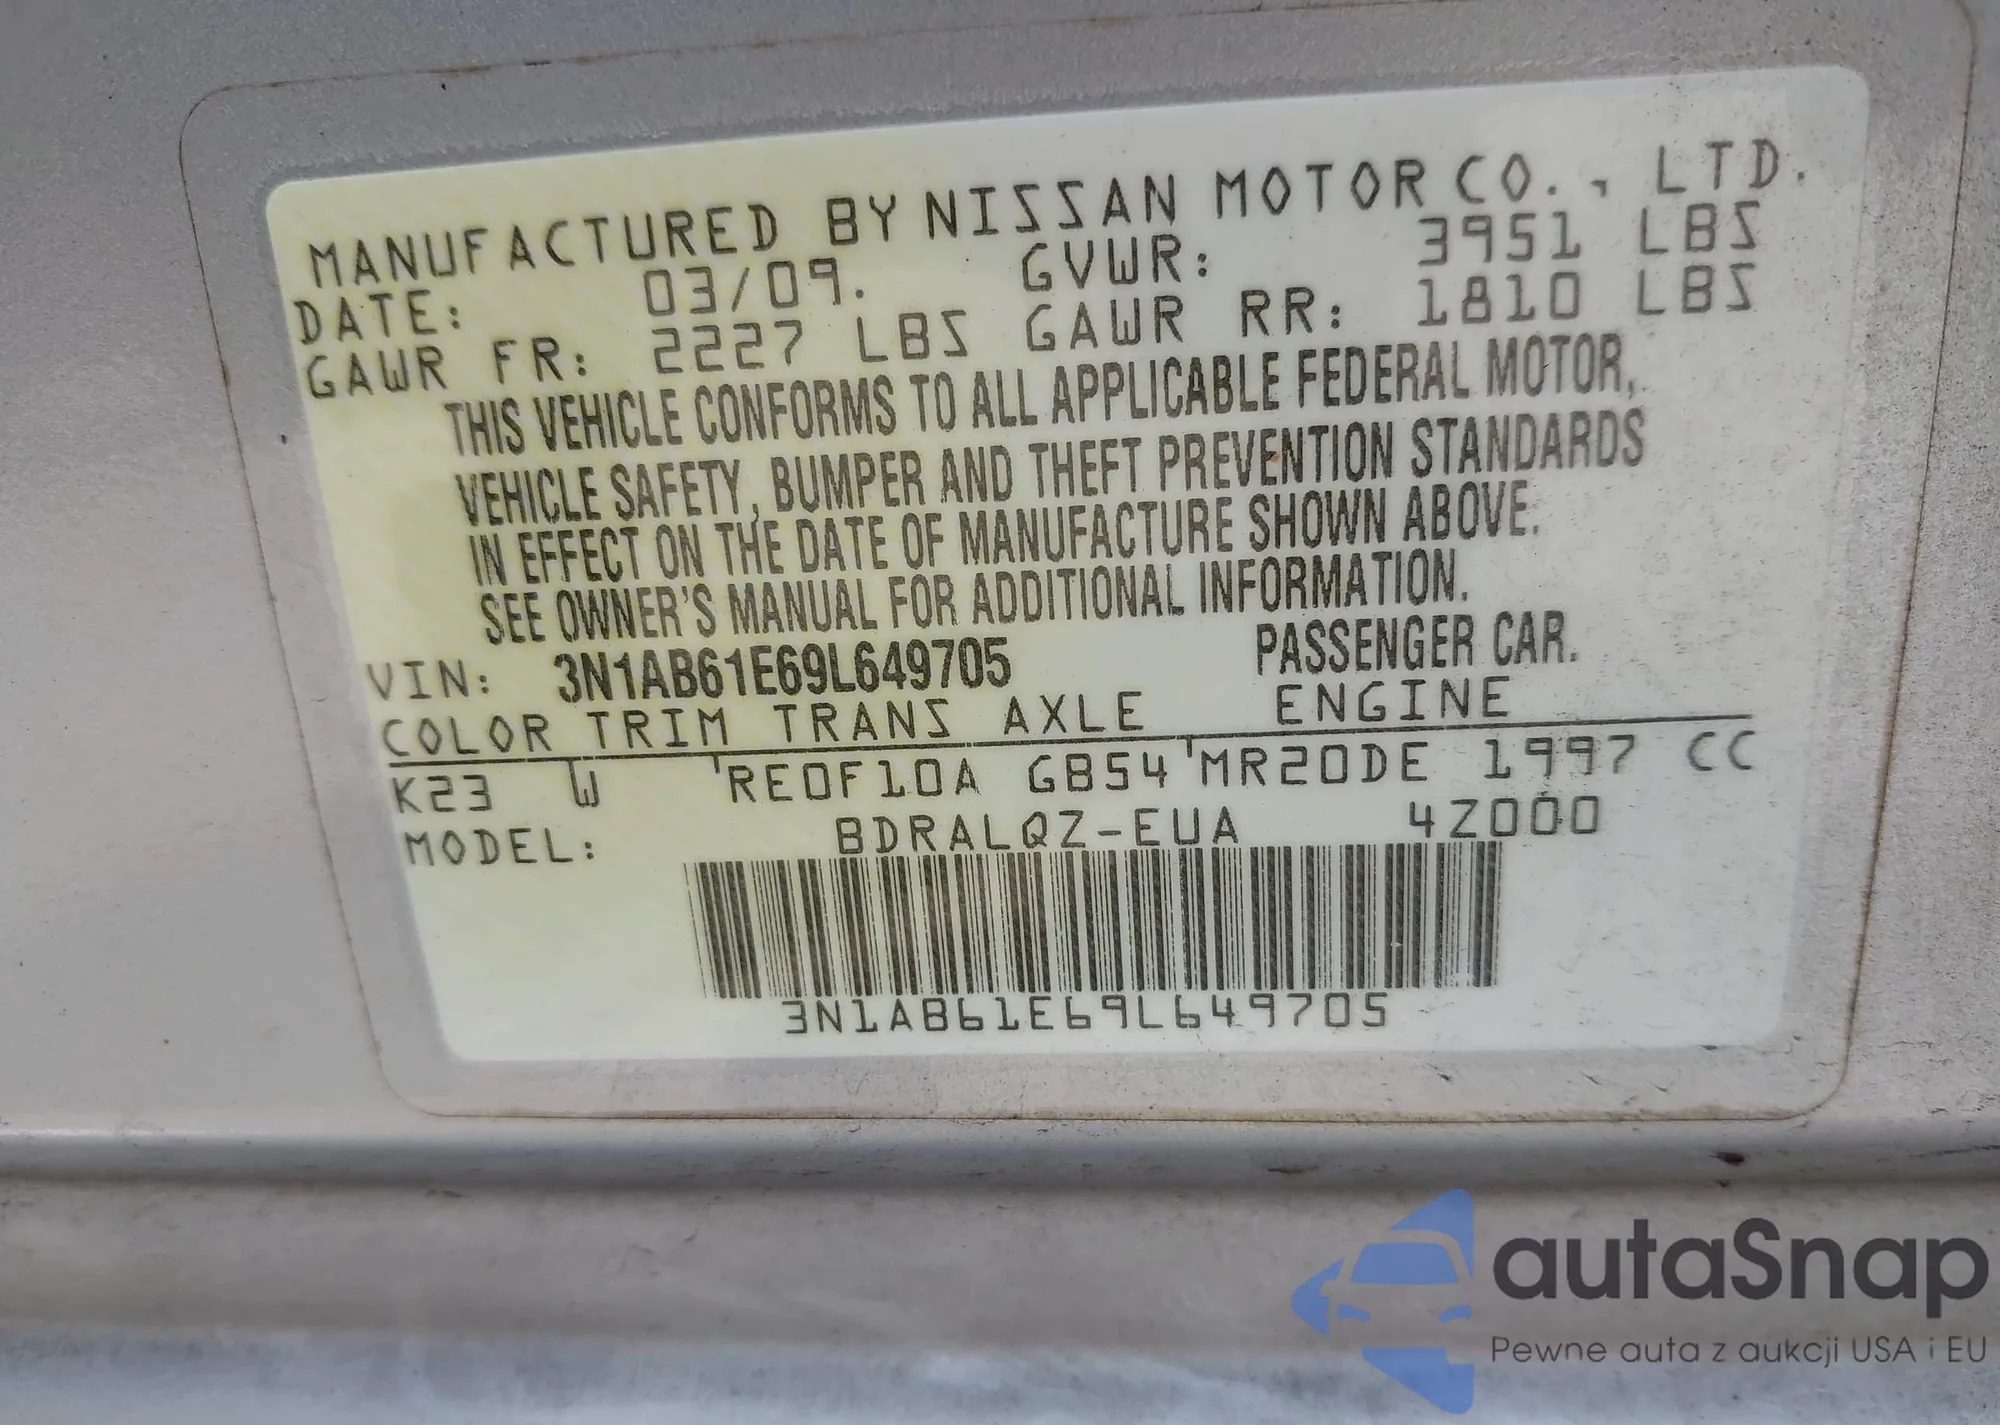 MANUFACTURED BY NISSAN MOTOR CO., LTD.
DATE: 03/09. GVWR: 3951 LBS
GAWR FR: 2227 LBS GAWR RR: 1810 LBS
THIS VEHICLE CONFORMS TO ALL APPLICABLE FEDERAL MOTOR,
VEHICLE SAFETY, BUMPER AND THEFT PREVENTION STANDARDS
IN EFFECT ON THE DATE OF MANUFACTURE SHOWN ABOVE.
SEE OWNER'S MANUAL FOR ADDITIONAL INFORMATION.
VIN: 3N1AB61E69L649705 PASSENGER CAR.
COLOR TRIM TRANS AXLE ENGINE
K23 W RE0F10A GB54 MR20DE 1997 CC
MODEL: BDRALQZ-EUA 4Z000
3N1AB61E69L649705
autaSnap
Pewne auta z aukcji USA i EU